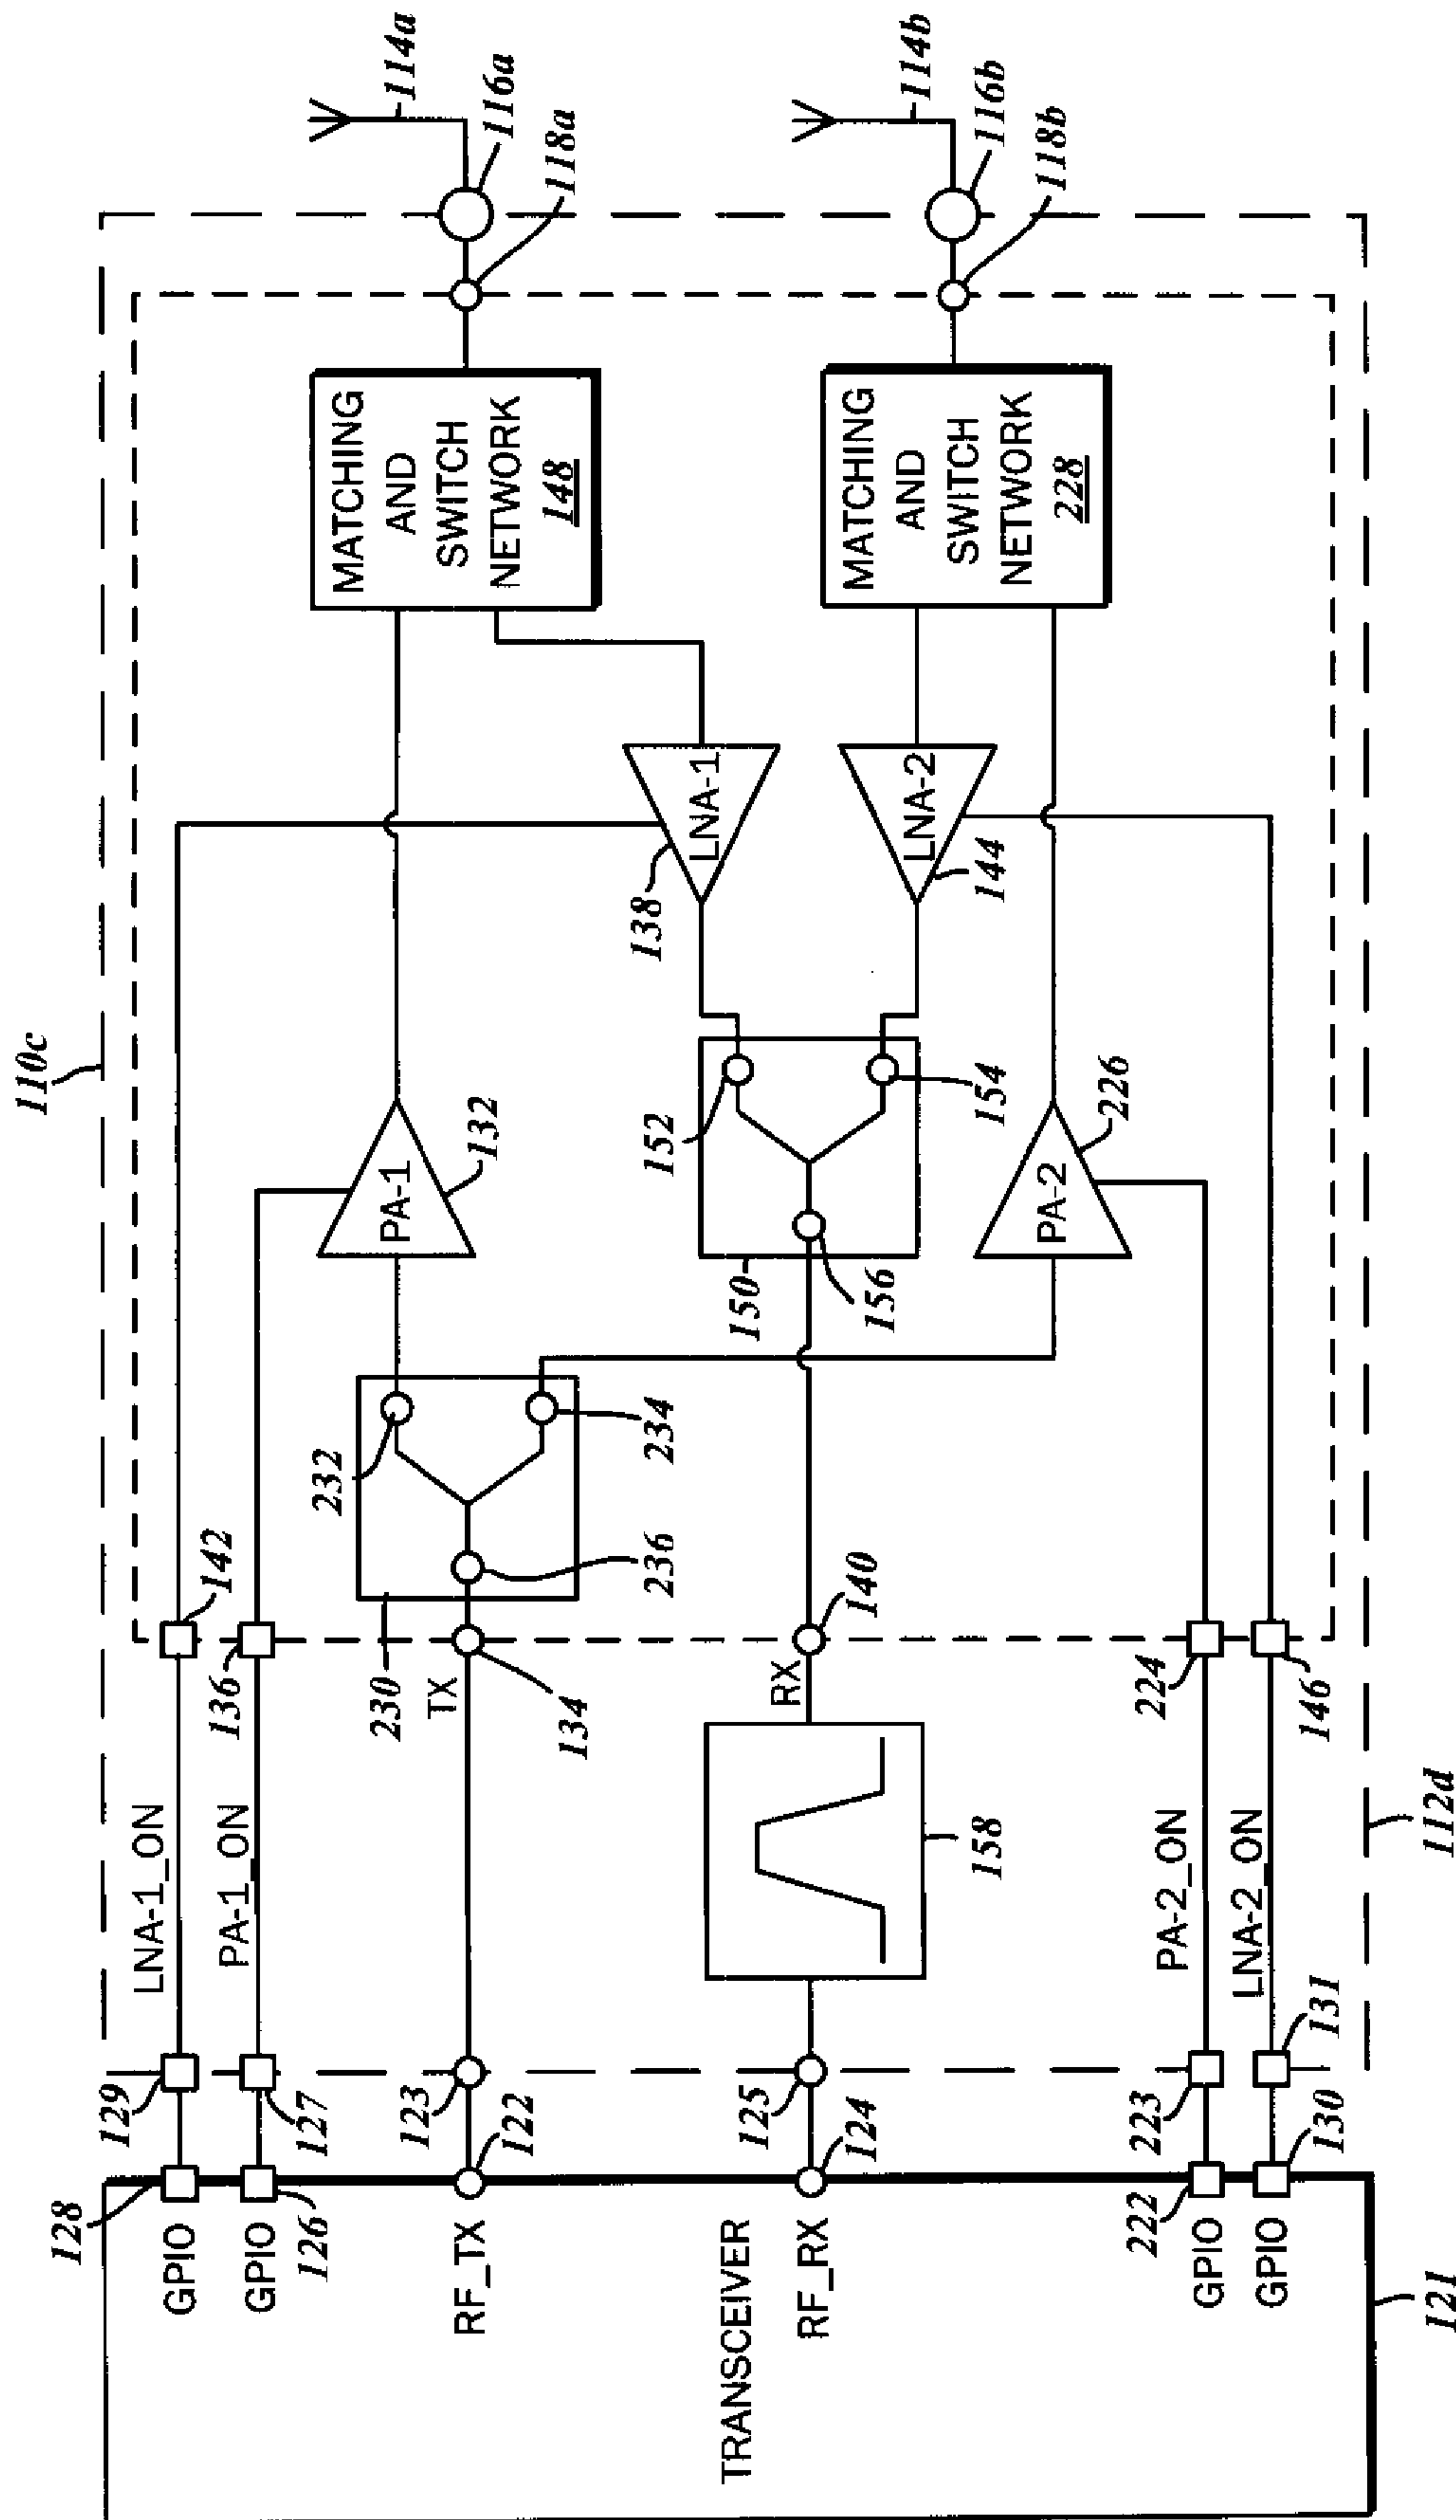 110c
114a
116a
118a
114b
116b
118b
MATCHING
AND
SWITCH
NETWORK
148
MATCHING
AND
SWITCH
NETWORK
228
LNA-1
138
LNA-2
144
PA-1
132
152
154
150
156
PA-2
226
232
234
236
230
142
136
TX
134
RX
140
224
146
LNA-1_ON
PA-1_ON
158
PA-2_ON
LNA-2_ON
112d
129
127
123
125
223
131
128
GPIO
GPIO
126
RF_TX
122
TRANSCEIVER
RF_RX
124
222
GPIO
GPIO
130
121